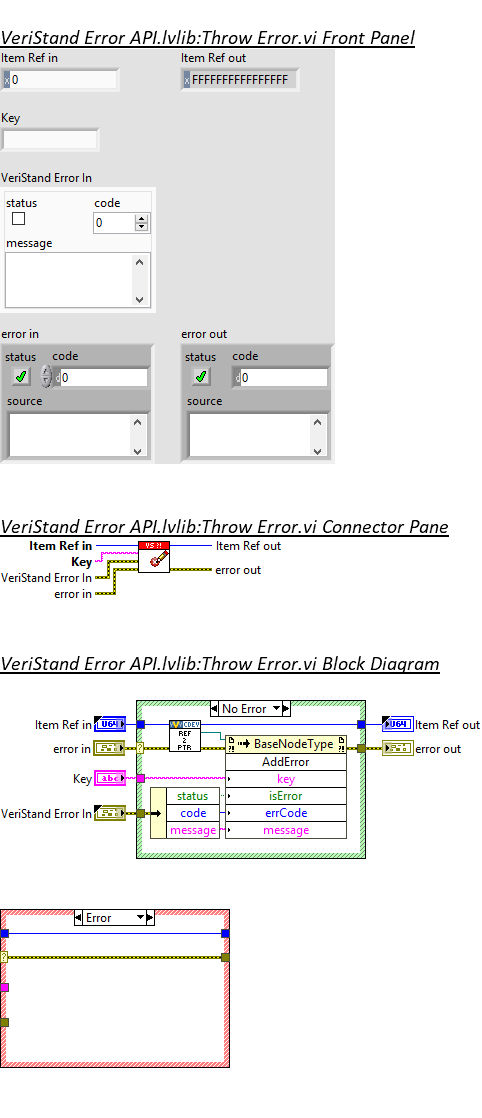 VeriStand Error API.lvlib:Throw Error.vi Front Panel
Item Ref in Item Ref out
x 0 x FFFFFFFFFFFFFFFF
Key
VeriStand Error In
status code
0
message
error in error out
status code status code
d 0 d 0
source source
VeriStand Error API.lvlib:Throw Error.vi Connector Pane
Item Ref in VS ?! Item Ref out
Key
VeriStand Error In error out
error in
VeriStand Error API.lvlib:Throw Error.vi Block Diagram
No Error
Item Ref in U64 CDEV U64 Item Ref out
REF
error in ? 2 ?! BaseNodeType ?! error out
PTR
AddError
Key abc key
status isError
VeriStand Error In code errCode
message message
Error
?